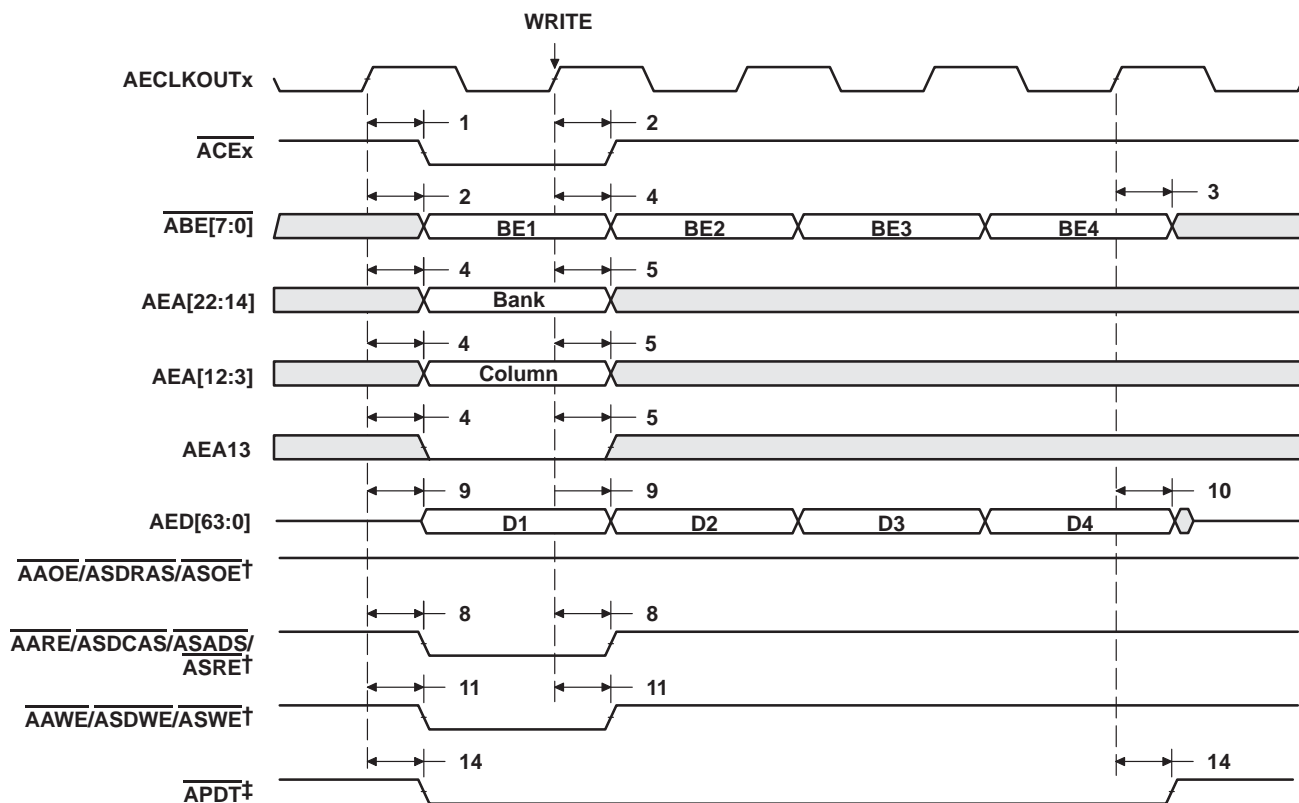 WRITE
AECLKOUTx
1 2
ACEx
2 4 3
ABE[7:0] BE1 BE2 BE3 BE4
4 5
AEA[22:14] Bank
4 5
AEA[12:3] Column
4 5
AEA13
9 9 10
AED[63:0] D1 D2 D3 D4
AAOE/ASDRAS/ASOE†
8 8
AARE/ASDCAS/ASADS/
ASRE†
11 11
AAWE/ASDWE/ASWE†
14 14
APDT‡